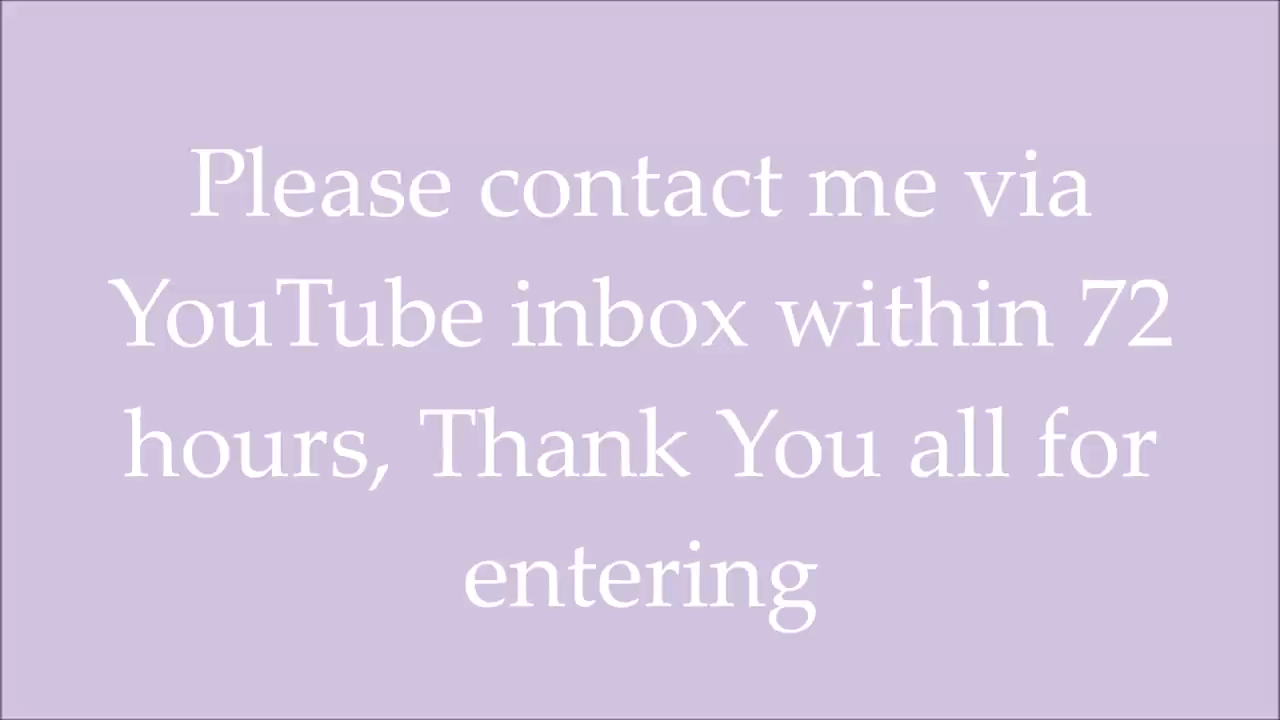 Please contact me via
YouTube inbox within 72
hours, Thank You all for
entering